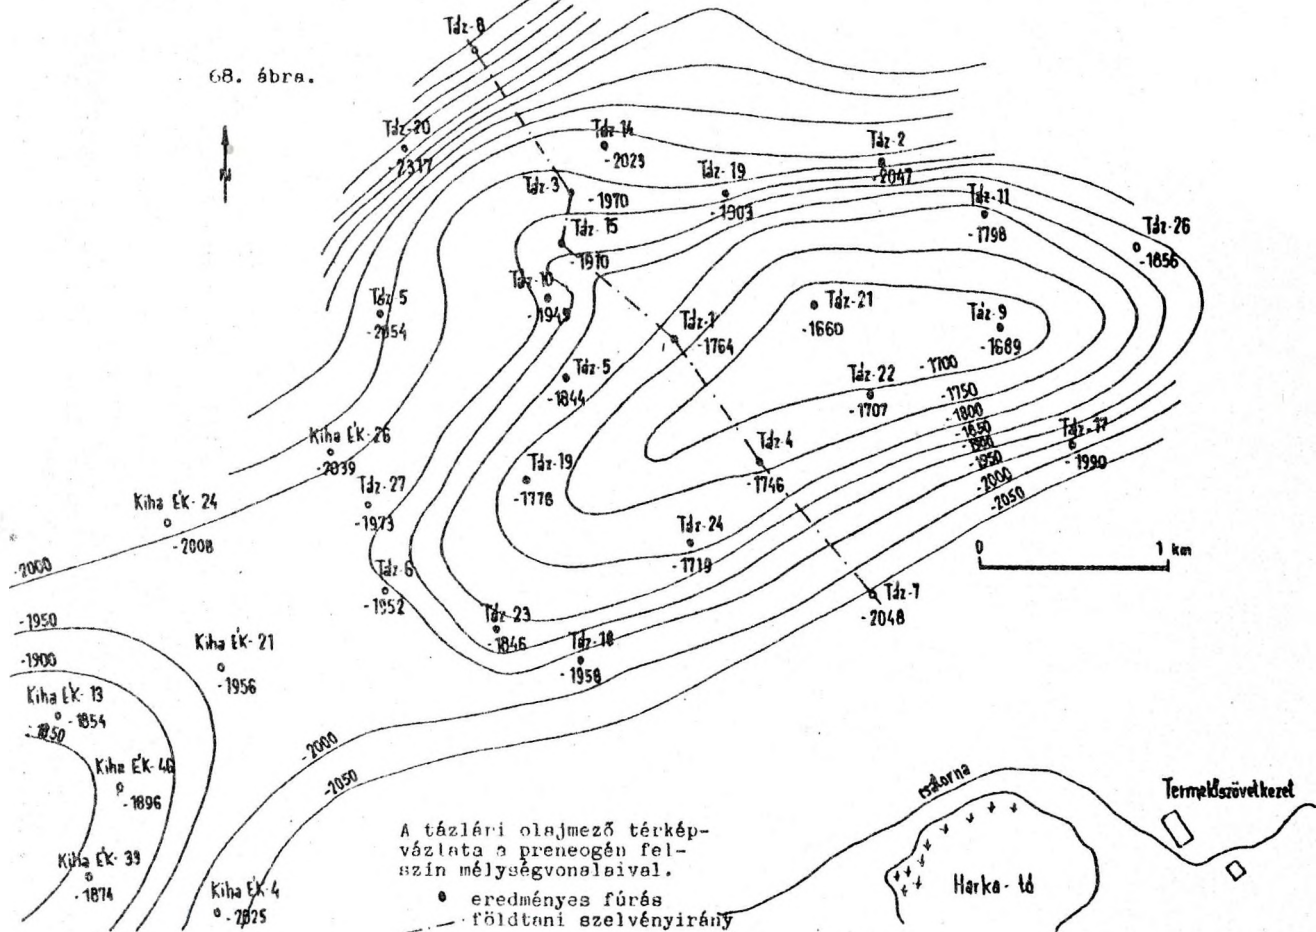 68. ábra.
Táz-8
Táz-20
-2317
Táz-14
-2023
Táz-2
-2047
Táz-3
-1970
Táz-19
-1903
Táz-11
-1798
Táz-15
-1910
Táz-26
-1856
Táz-10
-1949
Táz-5
-2054
Táz-1
-1764
Táz-21
-1660
Táz-9
-1689
Táz-5
-1844
Táz-22
-1707
-1700
-1750
-1800
-1850
-1900
-1950
-2000
-2050
Táz-17
-1990
Kiha ÉK-26
-2039
Táz-4
-1746
Táz-19
-1778
Táz-27
-1973
Kiha ÉK-24
-2008
Táz-24
-1719
0 1 km
-2000
Táz-6
-1952
Táz-7
-2048
Táz-23
-1846
Táz-18
-1958
-1950
Kiha ÉK-21
-1956
-1900
Kiha ÉK-13
-1854
-1850
-2000
-2050
Kiha ÉK-46
-1896
Kiha ÉK-39
-1874
Kiha ÉK-4
-2025
csatorna
Termelőszövetkezet
Harka-tó
A tázlári olajmező térkép-
vázlata a preneogén fel-
szín mélységvonalaival.
eredményes fúrás
földtani szelvényirány